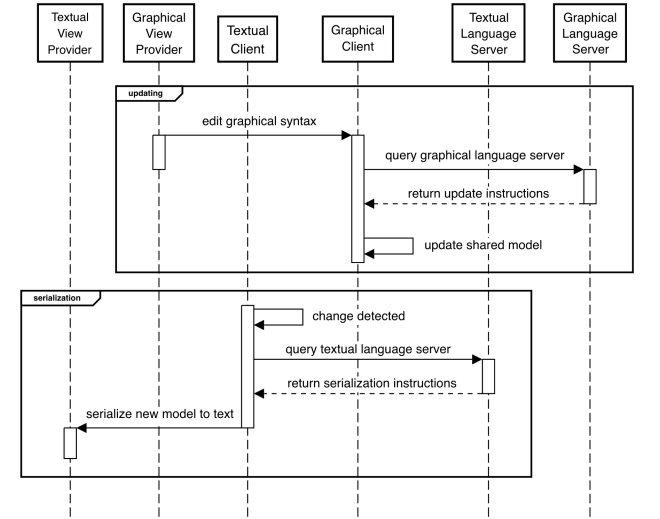 Textual
View
Provider
Graphical
View
Provider
Textual
Client
Graphical
Client
Textual
Language
Server
Graphical
Language
Server
updating
edit graphical syntax
query graphical language server
return update instructions
update shared model
serialization
change detected
query textual language server
return serialization instructions
serialize new model to text